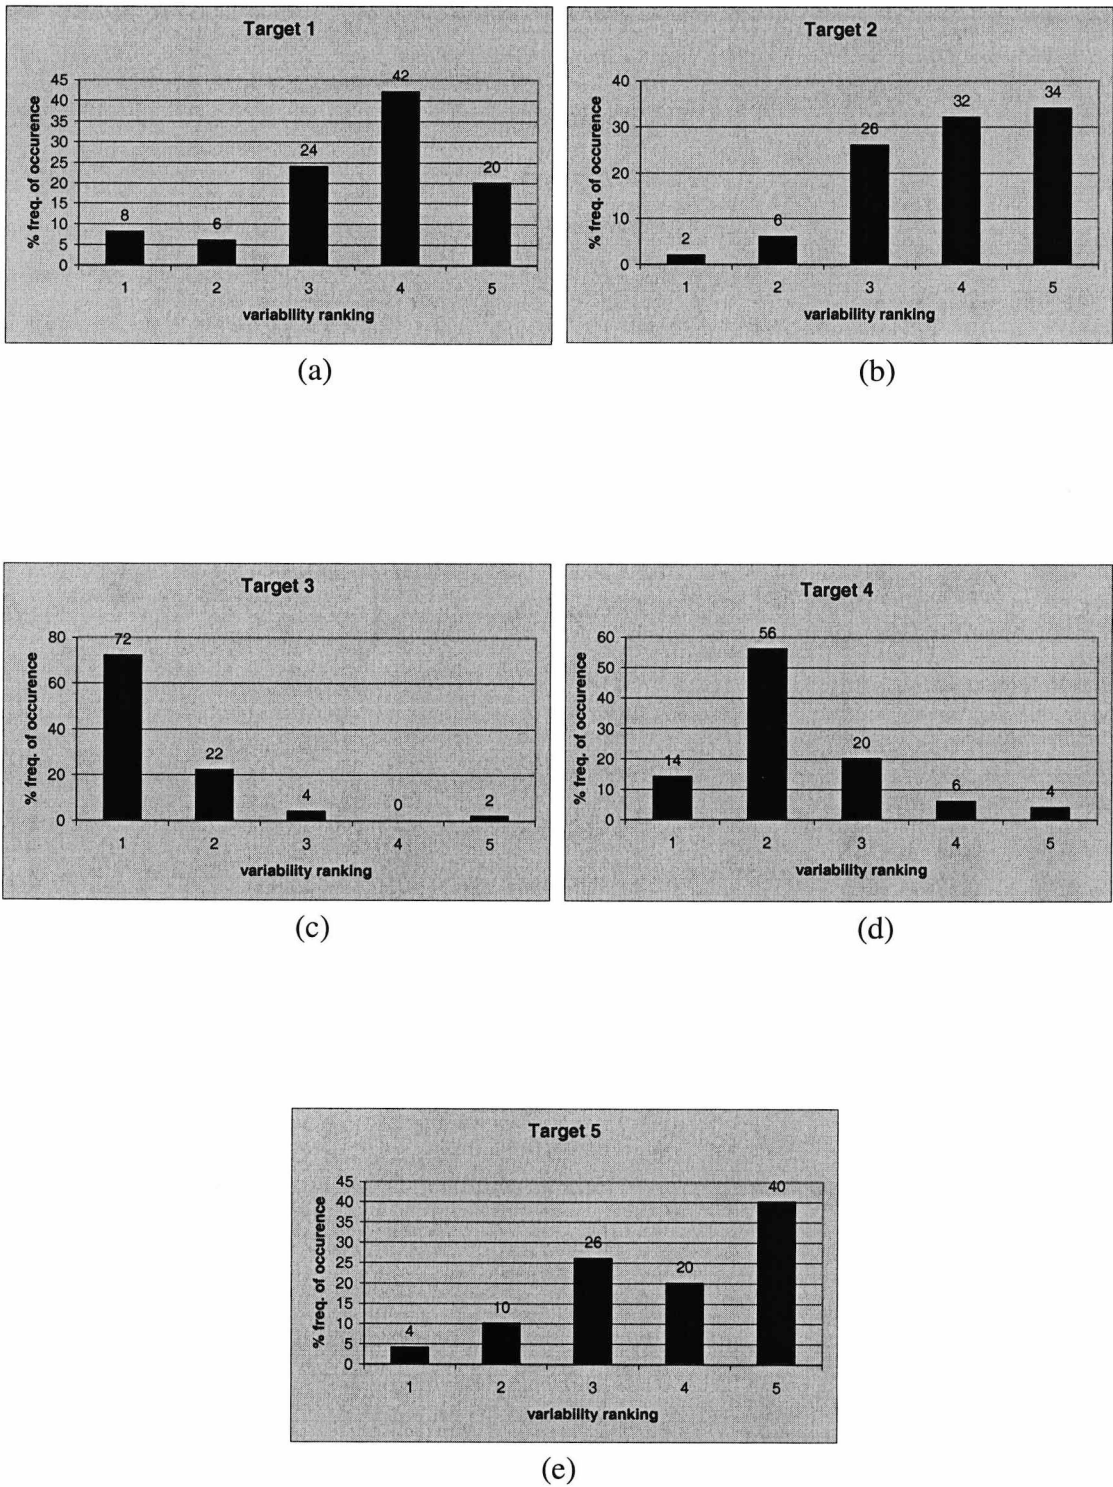 Target 1
45
40
35
30
25
20
15
10
5
0
% freq. of occurence
8
6
24
42
20
1 2 3 4 5
variability ranking
(a)
Target 2
40
30
20
10
0
% freq. of occurence
2
6
26
32
34
1 2 3 4 5
variability ranking
(b)
Target 3
80
60
40
20
0
% freq. of occurence
72
22
4
0
2
1 2 3 4 5
variability ranking
(c)
Target 4
60
50
40
30
20
10
0
% freq. of occurence
14
56
20
6
4
1 2 3 4 5
variability ranking
(d)
Target 5
45
40
35
30
25
20
15
10
5
0
% freq. of occurence
4
10
26
20
40
1 2 3 4 5
variability ranking
(e)